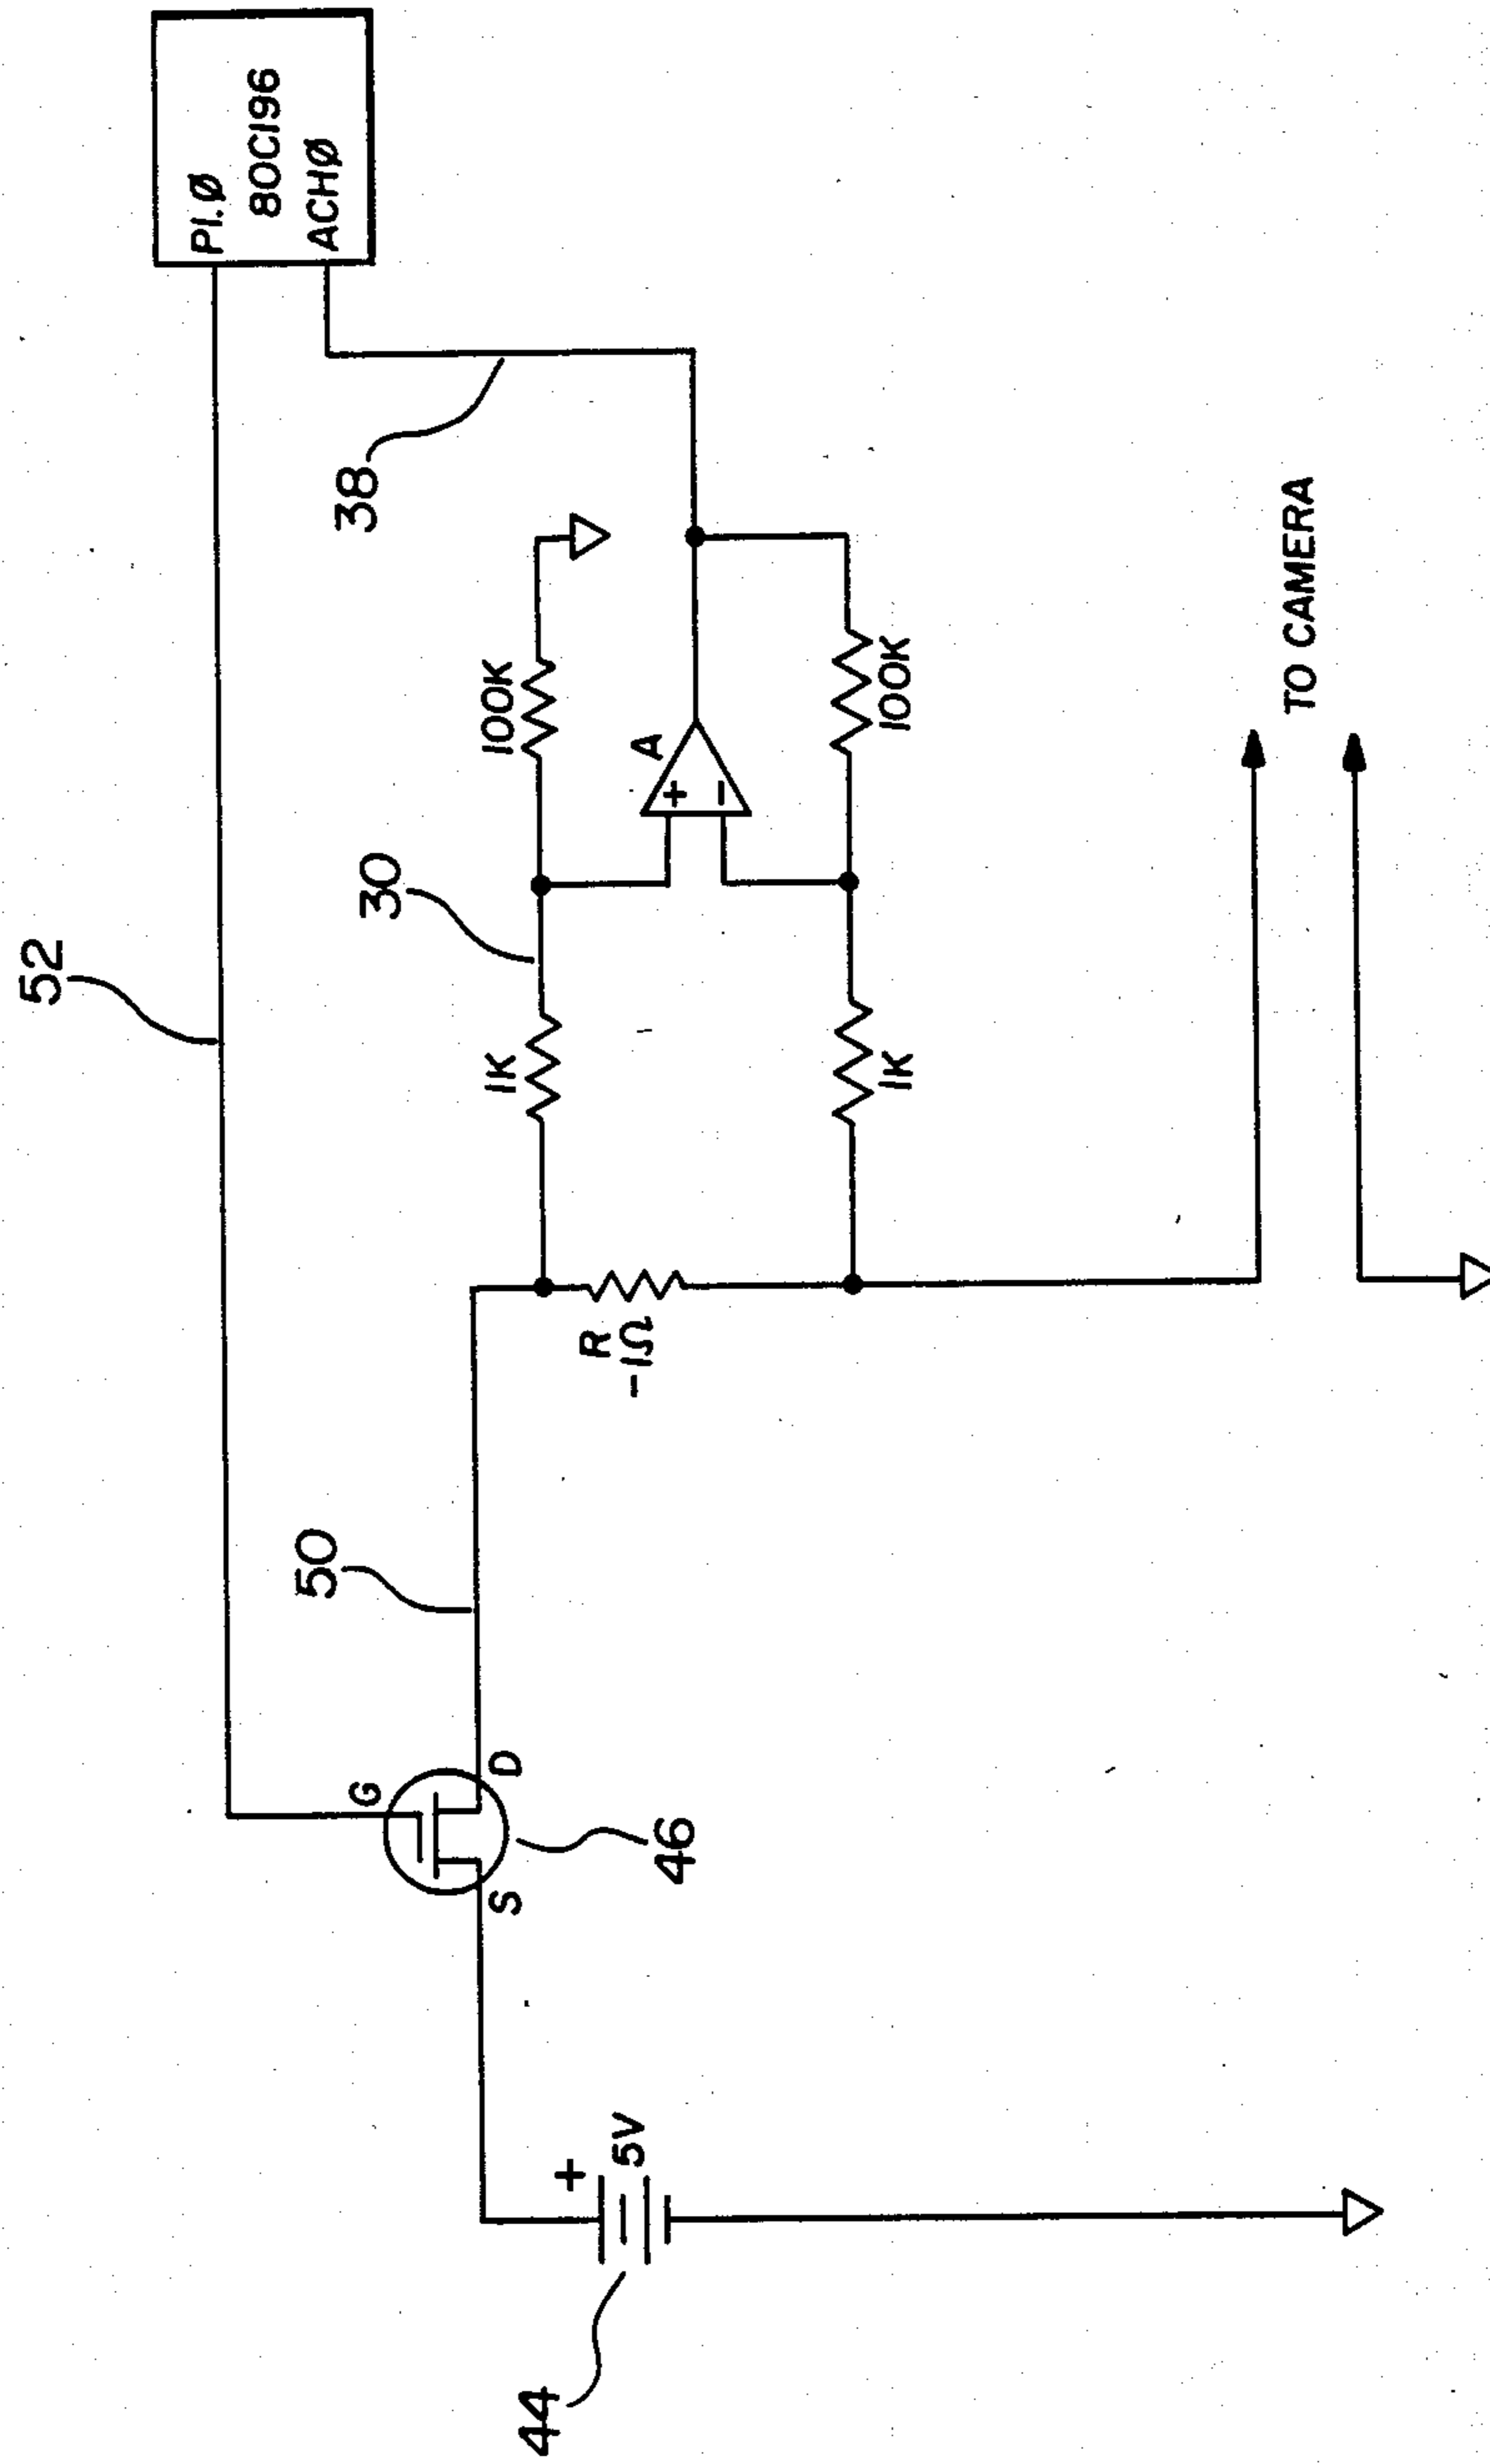 52
P1.Ø
80C196
ACHØ
50
30
38
G
S
D
46
1K
100K
A
+
-
R
-1Ω
1K
100K
44
+
5V
TO CAMERA